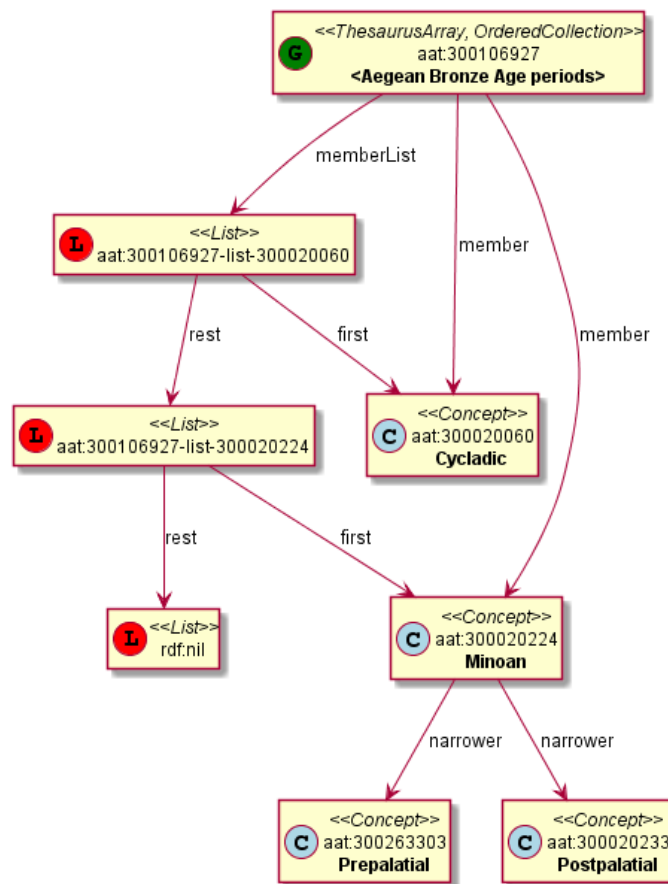 <<ThesaurusArray, OrderedCollection>>
G
aat:300106927
<Aegean Bronze Age periods>
memberList
<<List>>
L
aat:300106927-list-300020060
member
rest
first
member
<<List>>
L
aat:300106927-list-300020224
<<Concept>>
C
aat:300020060
Cycladic
rest
first
<<List>>
L
rdf:nil
<<Concept>>
C
aat:300020224
Minoan
narrower
narrower
<<Concept>>
C
aat:300263303
Prepalatial
<<Concept>>
C
aat:300020233
Postpalatial